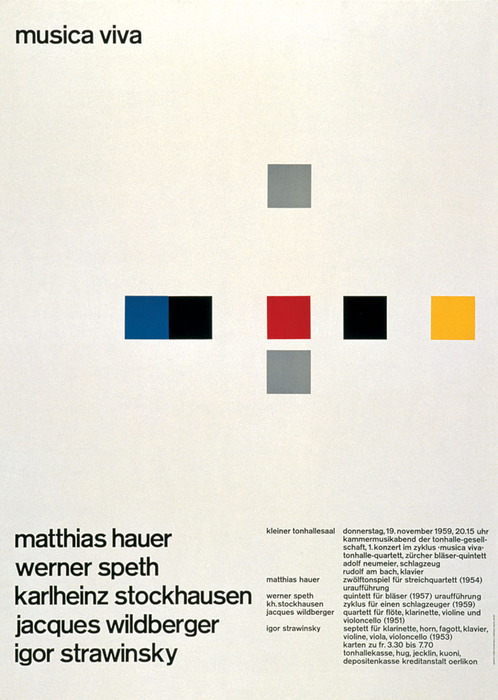 musica viva
matthias hauer
werner speth
karlheinz stockhausen
jacques wildberger
igor strawinsky
kleiner tonhallesaal donnerstag, 19. november 1959, 20.15 uhr
kammermusikabend der tonhalle-gesell-
schaft, 1. konzert im zyklus ·musica viva·
tonhalle-quartett, zürcher bläser-quintett
adolf neumeier, schlagzeug
rudolf am bach, klavier
matthias hauer zwölftonspiel für streichquartett (1954)
uraufführung
werner speth quintett für bläser (1957) uraufführung
kh. stockhausen zyklus für einen schlagzeuger (1959)
jacques wildberger quartett für flöte, klarinette, violine und
violoncello (1951)
igor strawinsky septett für klarinette, horn, fagott, klavier,
violine, viola, violoncello (1953)
karten zu fr. 3.30 bis 7.70
tonhallekasse, hug, jecklin, kuoni,
depositenkasse kreditanstalt oerlikon